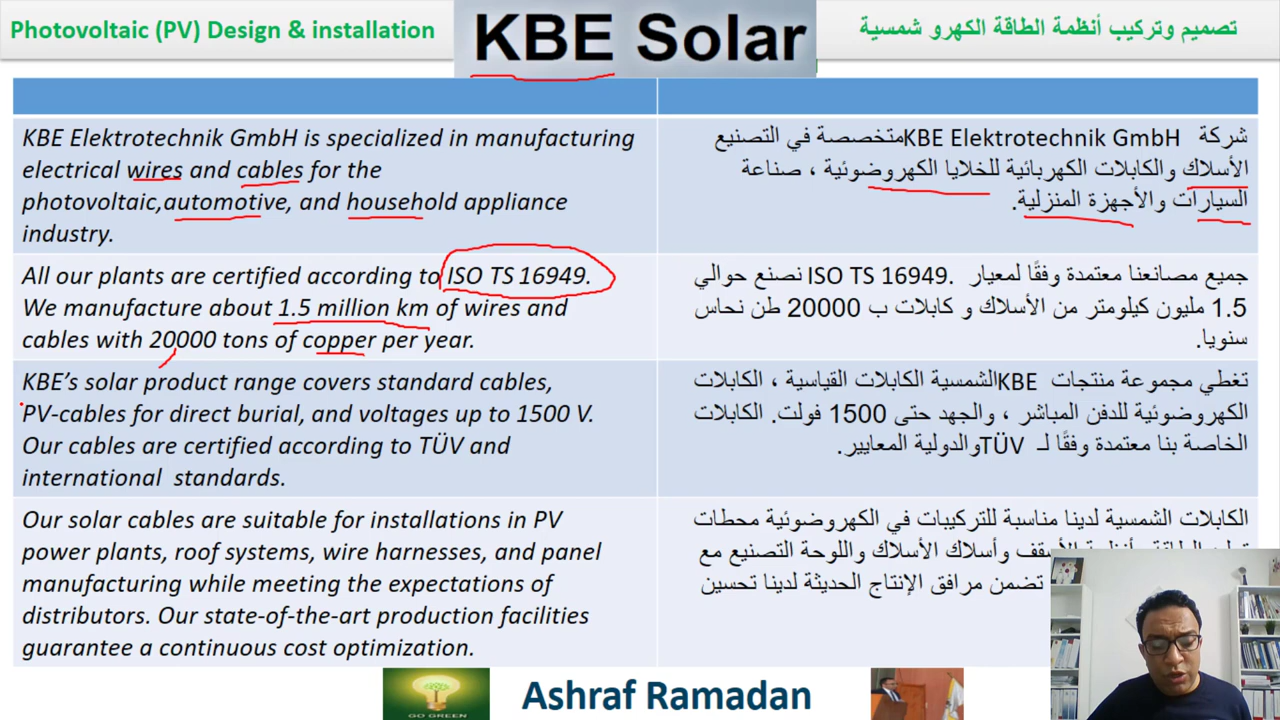 Photovoltaic (PV) Design & installation
KBE Solar
تصميم وتركيب أنظمة الطاقة الكهرو شمسية
KBE Elektrotechnik GmbH is specialized in manufacturing
electrical wires and cables for the
photovoltaic,automotive, and household appliance
industry.
شركة KBE Elektrotechnik GmbHمتخصصة في التصنيع
الأسلاك والكابلات الكهربائية للخلايا الكهروضوئية ، صناعة
السيارات والأجهزة المنزلية.
All our plants are certified according to ISO TS 16949.
We manufacture about 1.5 million km of wires and
cables with 20000 tons of copper per year.
جميع مصانعنا معتمدة وفقًا لمعيار ISO TS 16949. نصنع حوالي
1.5 مليون كيلومتر من الأسلاك و كابلات ب 20000 طن نحاس
سنويا.
KBE’s solar product range covers standard cables,
PV-cables for direct burial, and voltages up to 1500 V.
Our cables are certified according to TÜV and
international standards.
تغطي مجموعة منتجات KBEالشمسية الكابلات القياسية ، الكابلات
الكهروضوئية للدفن المباشر ، والجهد حتى 1500 فولت. الكابلات
الخاصة بنا معتمدة وفقًا لـ TÜVوالدولية المعايير.
Our solar cables are suitable for installations in PV
power plants, roof systems, wire harnesses, and panel
manufacturing while meeting the expectations of
distributors. Our state-of-the-art production facilities
guarantee a continuous cost optimization.
الكابلات الشمسية لدينا مناسبة للتركيبات في الكهروضوئية محطات
وأسلاك الأسلاك واللوحة التصنيع مع
تضمن مرافق الإنتاج الحديثة لدينا تحسين
GO GREEN
Ashraf Ramadan